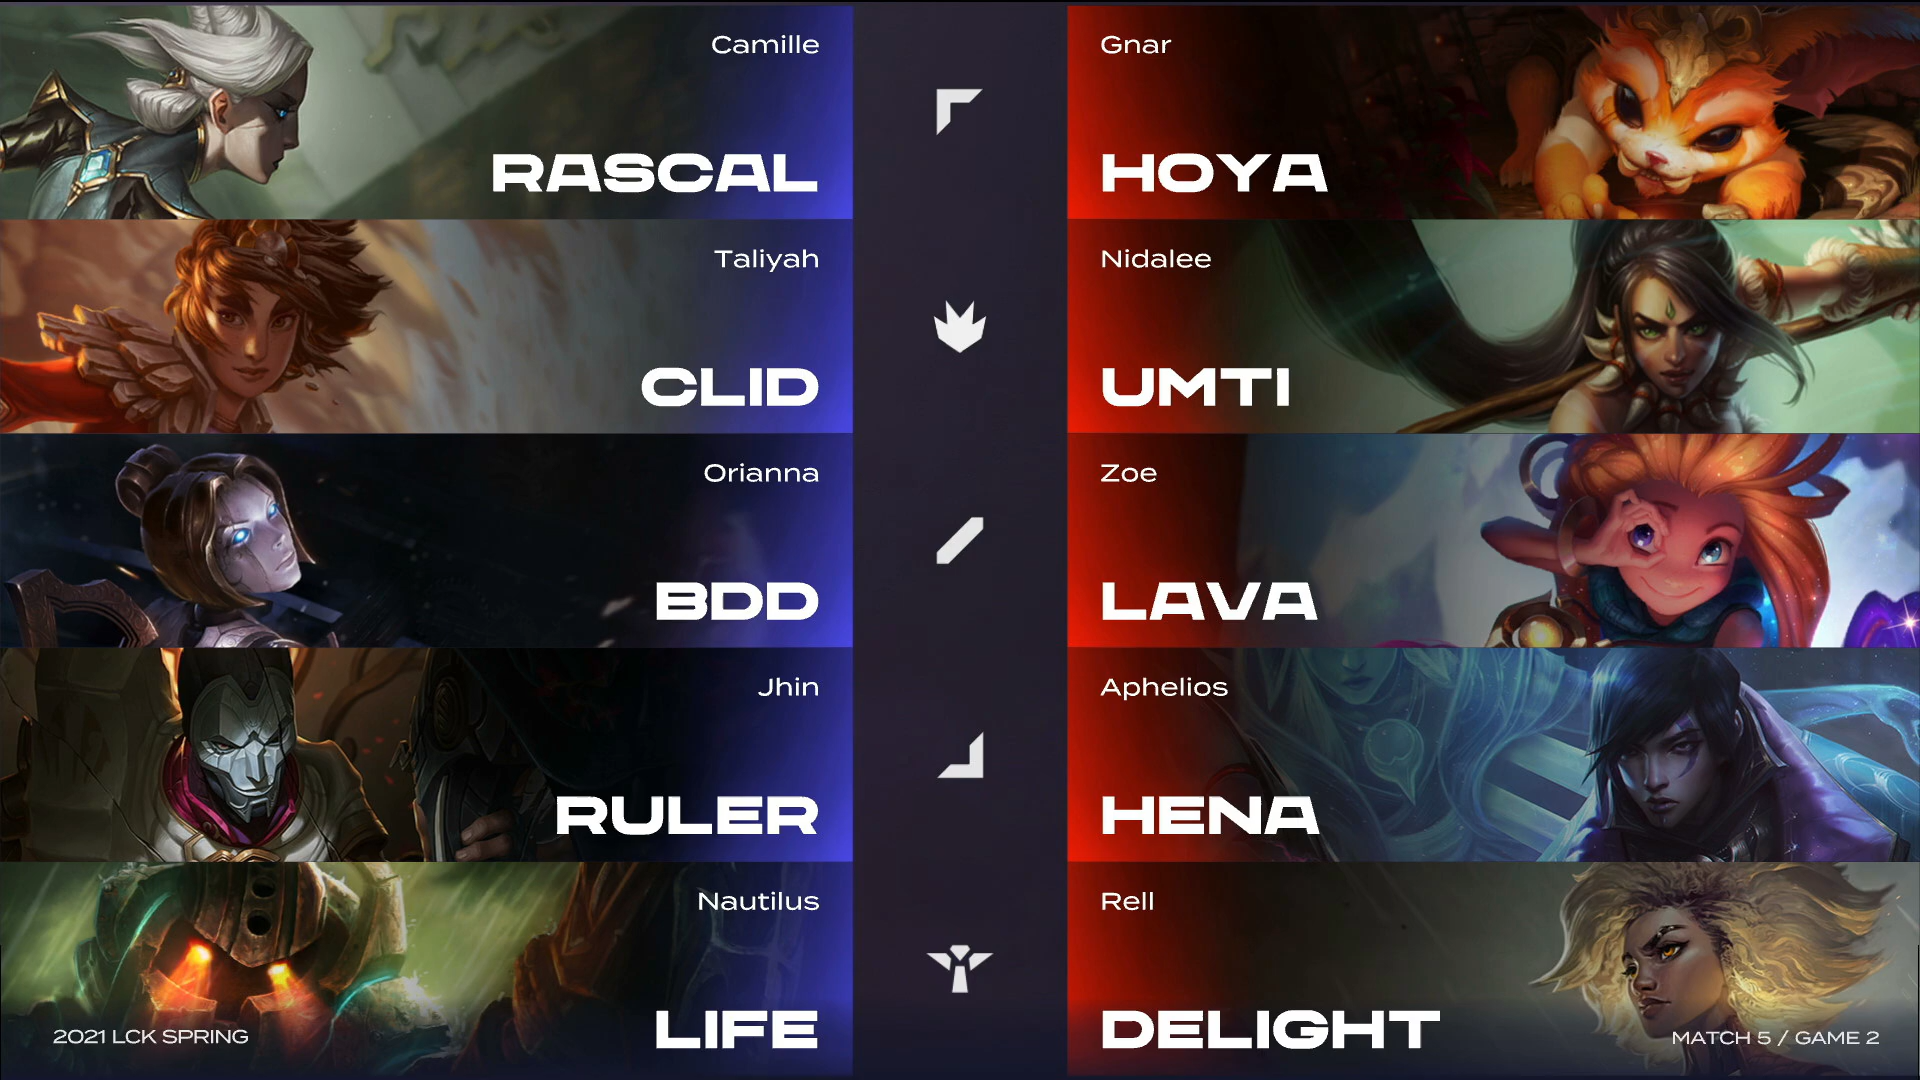 Camille
RASCAL
Gnar
HOYA
Taliyah
CLID
Nidalee
UMTI
Orianna
BDD
Zoe
LAVA
Jhin
RULER
Aphelios
HENA
Nautilus
LIFE
Rell
DELIGHT
2021 LCK SPRING
MATCH 5 / GAME 2